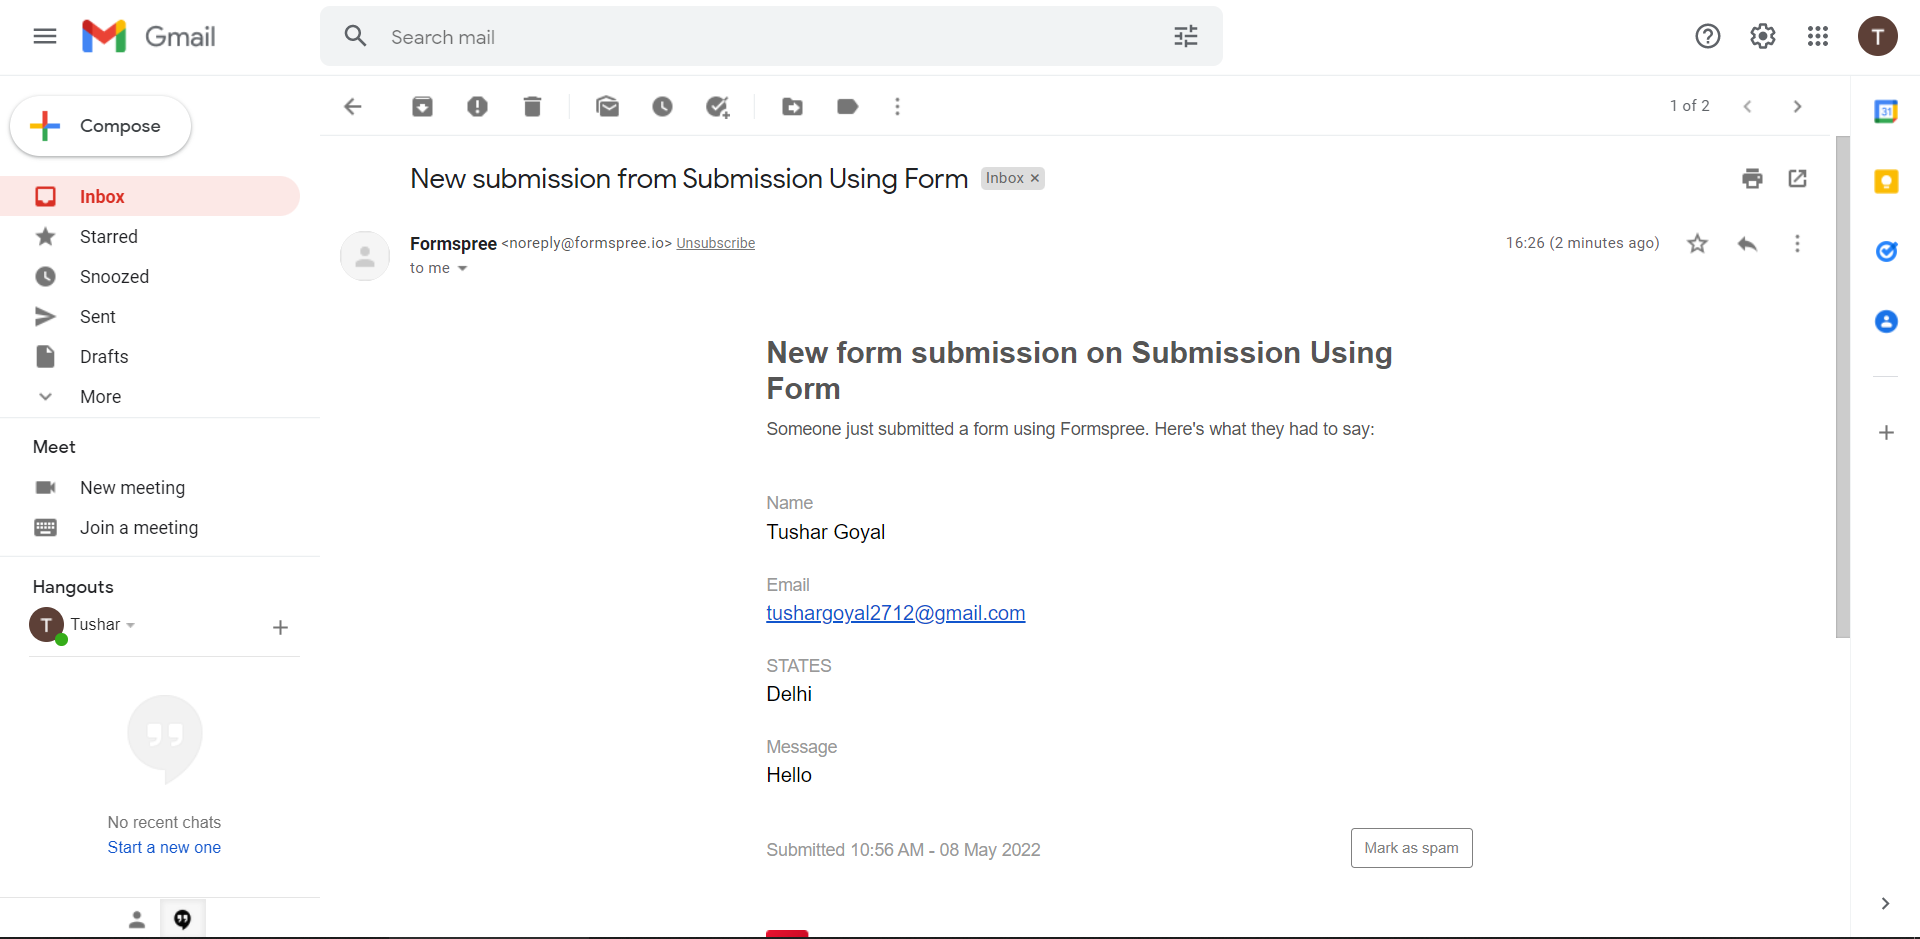 Gmail
Search mail
T
Compose
1 of 2
31
Inbox
Starred
Snoozed
Sent
Drafts
More
Meet
New meeting
Join a meeting
Hangouts
T Tushar
No recent chats
Start a new one
New submission from Submission Using Form Inbox ×
Formspree <noreply@formspree.io> Unsubscribe 16:26 (2 minutes ago)
to me
New form submission on Submission Using
Form
Someone just submitted a form using Formspree. Here's what they had to say:
Name
Tushar Goyal
Email
tushargoyal2712@gmail.com
STATES
Delhi
Message
Hello
Submitted 10:56 AM - 08 May 2022 Mark as spam